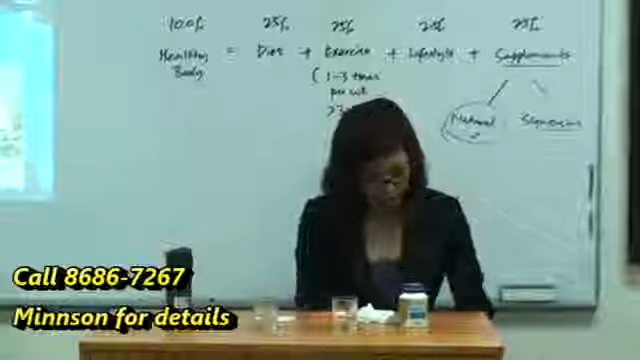 100% 25% 25% 25% 25%
Healthy Body = Diet + Exercise + Lifestyle + Supplements
( 1-3 times
per wk
Natural
Call 8686-7267
Minnson for details